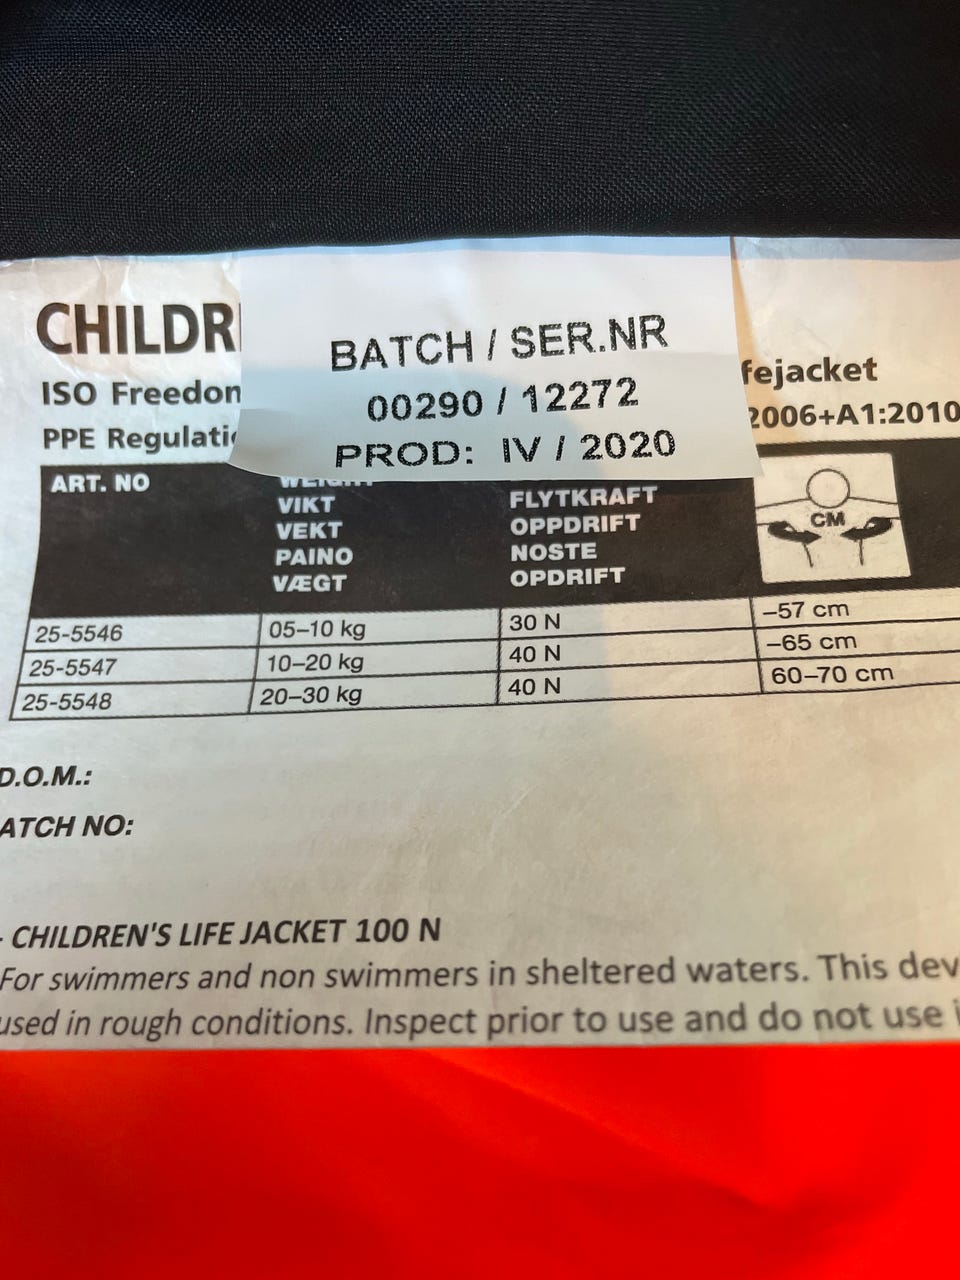 CHILDR
BATCH / SER.NR
ISO Freedom
fejacket
00290 / 12272
PPE Regulati
2006+A1:2010
PROD: IV / 2020
ART. NO
WEIGHT
VIKT
VEKT
PAINO
VÆGT
FLYTKRAFT
OPPDRIFT
NOSTE
OPDRIFT
CM
25-5546 05–10 kg 30 N –57 cm
25-5547 10–20 kg 40 N –65 cm
25-5548 20–30 kg 40 N 60–70 cm
D.O.M.:
ATCH NO:
- CHILDREN'S LIFE JACKET 100 N
For swimmers and non swimmers in sheltered waters. This dev
used in rough conditions. Inspect prior to use and do not use i